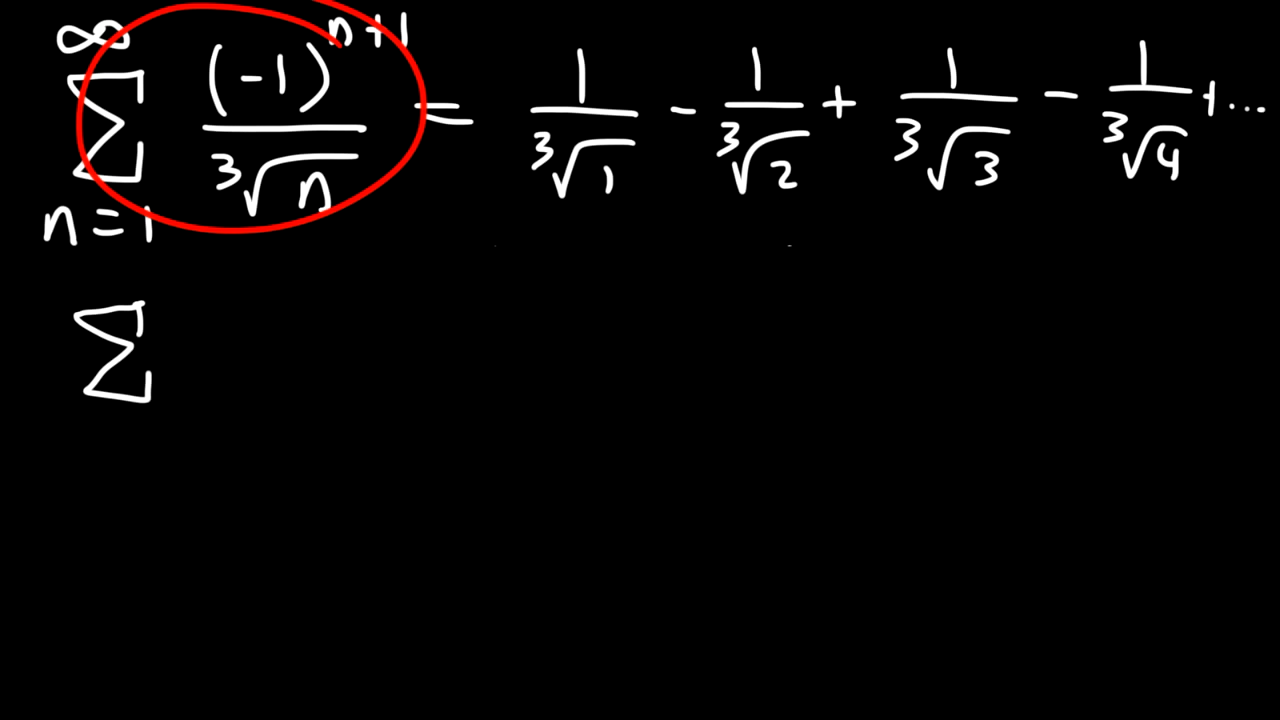 ∞∑n=1 (-1)^(n+1)/∛n = 1/∛1 - 1/∛2 + 1/∛3 - 1/∛4 + ...
∑